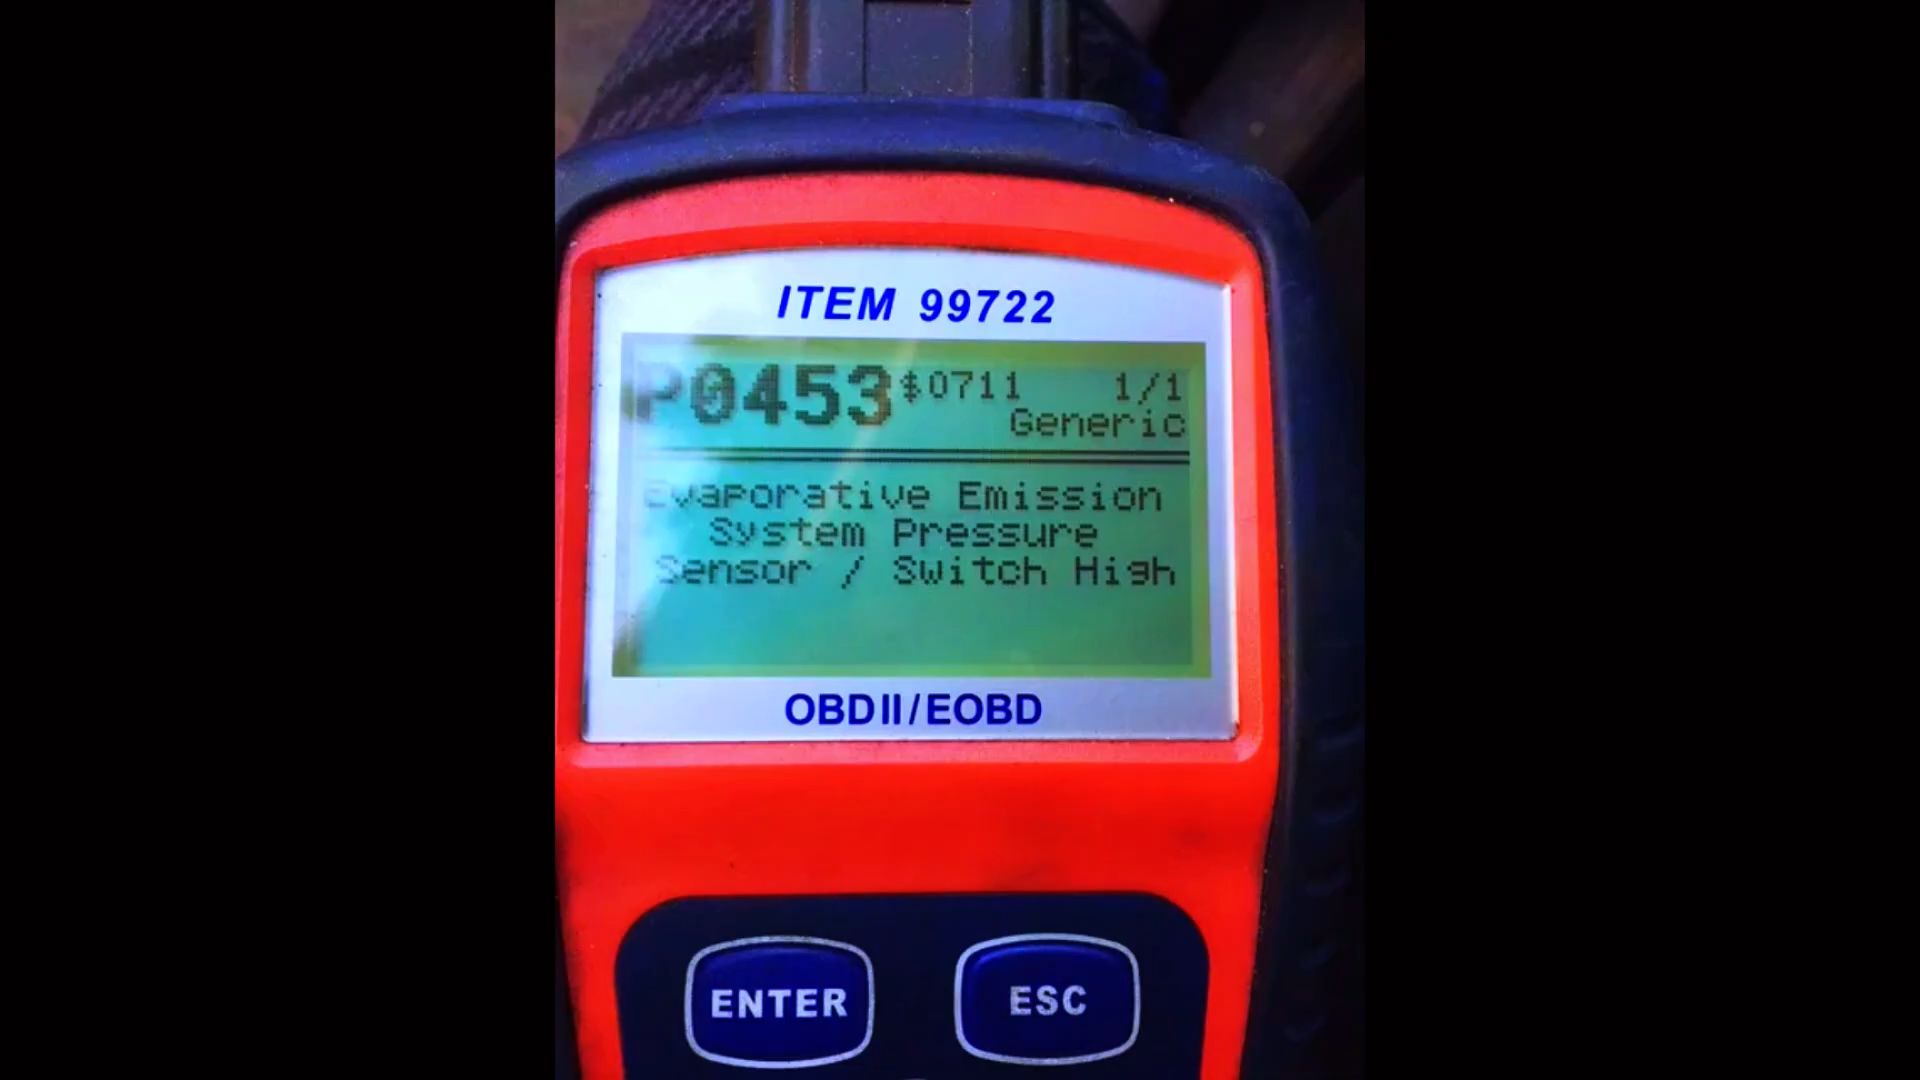 ITEM 99722
P0453 $0711 1/1
Generic
Evaporative Emission
System Pressure
Sensor / Switch High
OBDII/EOBD
ENTER ESC